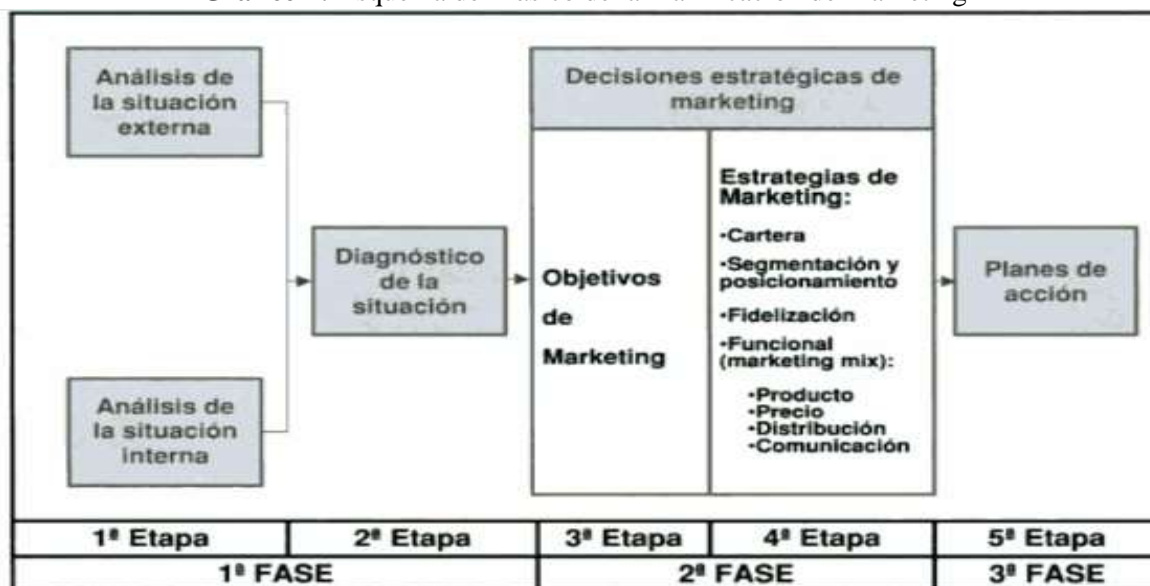 Análisis de
la situación
externa
Análisis de
la situación
interna
Diagnóstico
de la
situación
Decisiones estratégicas de
marketing
Objetivos
de
Marketing
Estrategias de
Marketing:
•Cartera
•Segmentación y
posicionamiento
•Fidelización
•Funcional
(marketing mix):
•Producto
•Precio
•Distribución
•Comunicación
Planes de
acción
1ª Etapa 2ª Etapa 3ª Etapa 4ª Etapa 5ª Etapa
1ª FASE 2ª FASE 3ª FASE